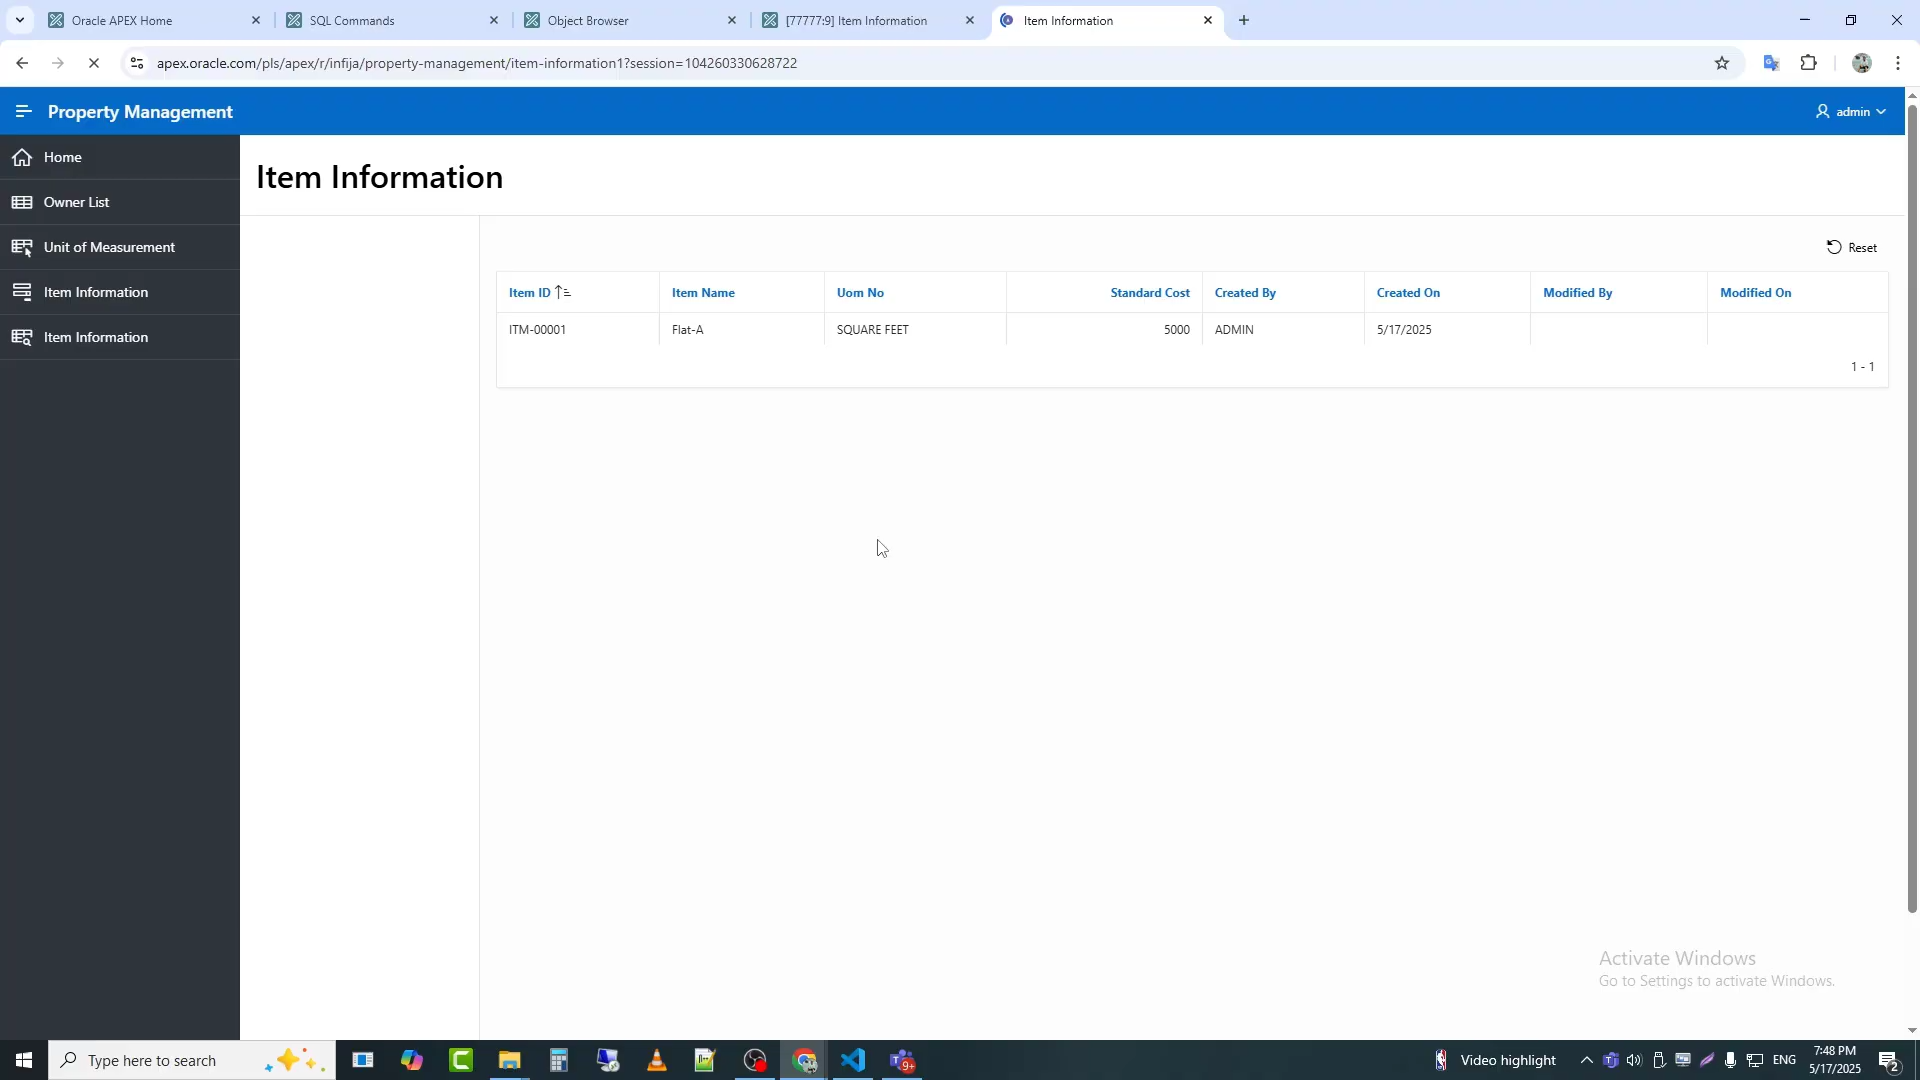 Oracle APEX Home
SQL Commands
Object Browser
[77777:9] Item Information
Item Information
apex.oracle.com/pls/apex/r/infija/property-management/item-information1?session=104260330628722
Property Management
admin
Home
Owner List
Unit of Measurement
Item Information
Item Information
Item Information
Reset
Item ID Item Name Uom No Standard Cost Created By Created On Modified By Modified On
ITM-00001 Flat-A SQUARE FEET 5000 ADMIN 5/17/2025
1 - 1
Activate Windows
Go to Settings to activate Windows.
Type here to search
9+
Video highlight
ENG
7:48 PM
5/17/2025
2